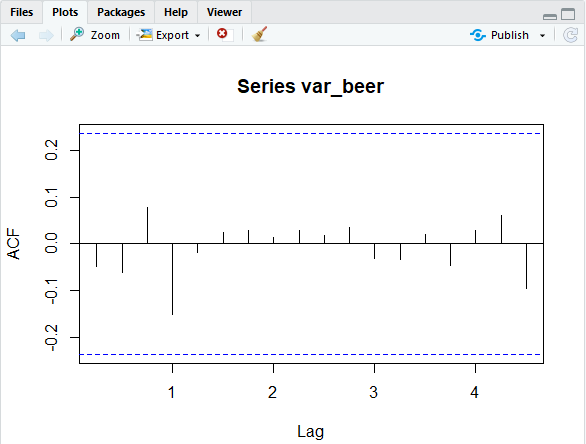 Files Plots Packages Help Viewer
Zoom Export Publish
Series var_beer
ACF
0.2
0.1
0.0
-0.1
-0.2
1 2 3 4
Lag